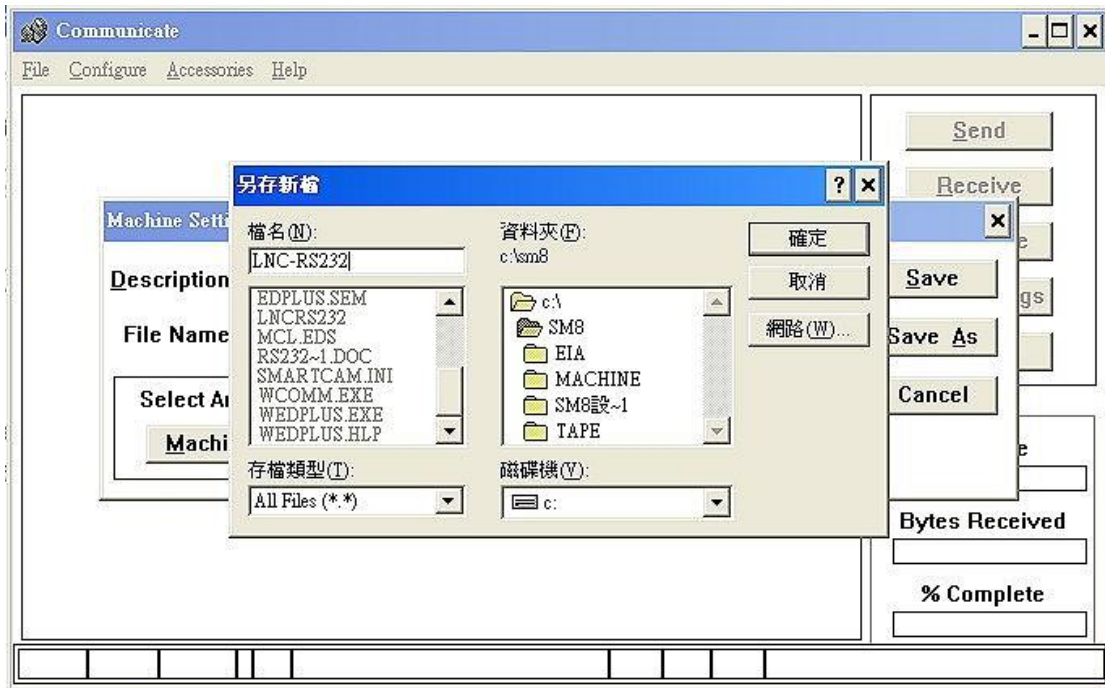 Communicate
File Configure Accessories Help
Send
Receive
Machine Setti
Description
File Name
Select A
Machi
另存新檔
檔名(N):
LNC-RS232
EDPLUS.SEM
LNCRS232
MCL.EDS
RS232~1.DOC
SMARTCAM.INI
WCOMM.EXE
WEDPLUS.EXE
WEDPLUS.HLP
存檔類型(T):
All Files (*.*)
資料夾(F):
c:\sm8
c:\
SM8
EIA
MACHINE
SM8設~1
TAPE
磁碟機(V):
c:
確定
取消
網路(W)...
Save
Save As
Cancel
gs
Bytes Received
% Complete